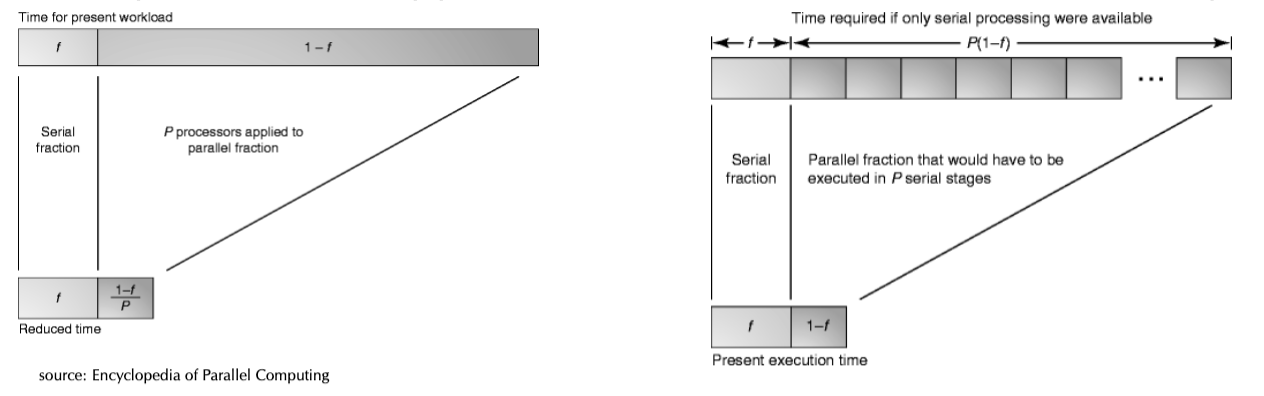 Time for present workload
f
1 – f
Serial
fraction
P processors applied to
parallel fraction
f
1–f
P
Reduced time
source: Encyclopedia of Parallel Computing
Time required if only serial processing were available
f
P(1–f)
...
Serial
fraction
Parallel fraction that would have to be
executed in P serial stages
f
1–f
Present execution time